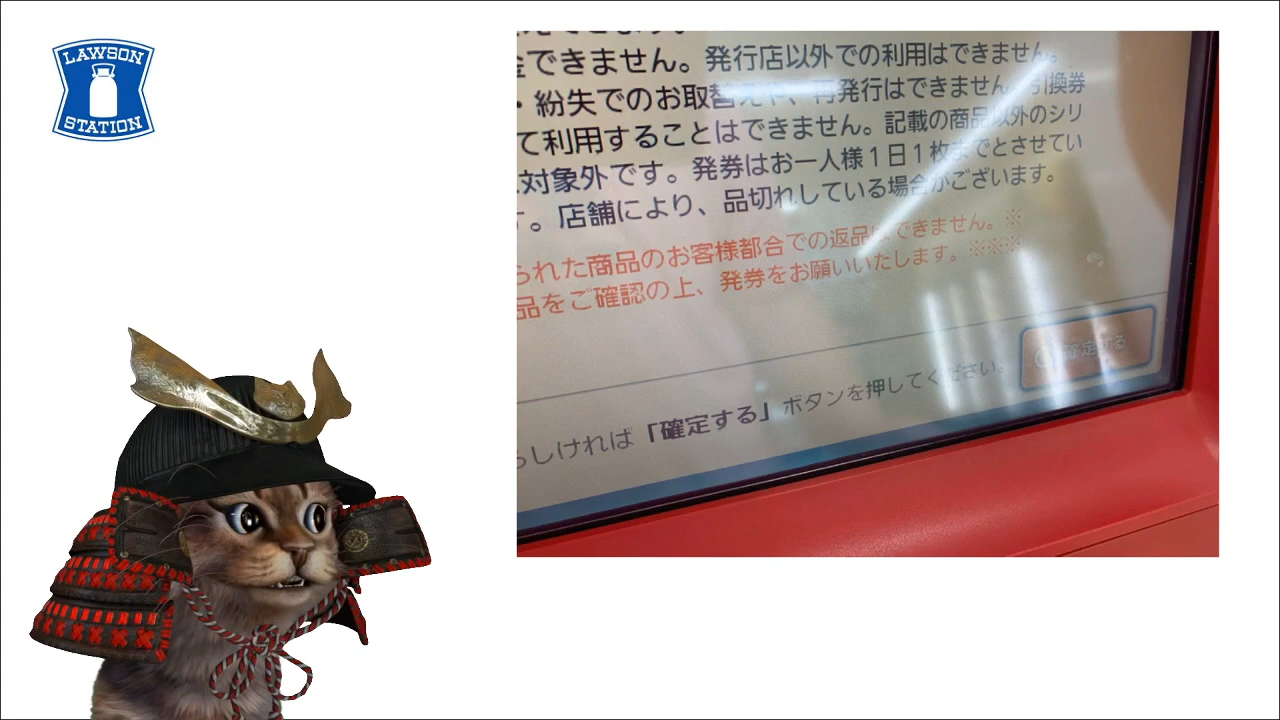 LAWSON
STATION
できません。発行店以外での利用はできません。
・紛失でのお取替えや、再発行はできません。引換券
て利用することはできません。記載の商品以外のシリ
対象外です。発券はお一人様1日1枚までとさせてい
。店舗により、品切れしている場合がございます。
られた商品のお客様都合での返品はできません。※
品をご確認の上、発券をお願いいたします。※※※
しければ「確定する」ボタンを押してください。
確定する